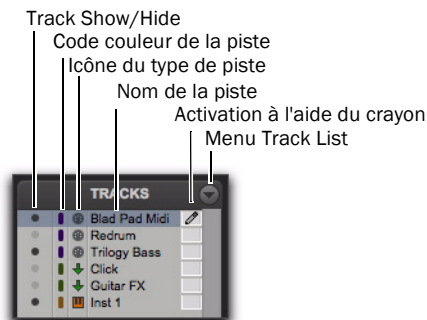 Track Show/Hide
Code couleur de la piste
Icône du type de piste
Nom de la piste
Activation à l'aide du crayon
Menu Track List
TRACKS
Blad Pad Midi
Redrum
Trilogy Bass
Click
Guitar FX
Inst 1